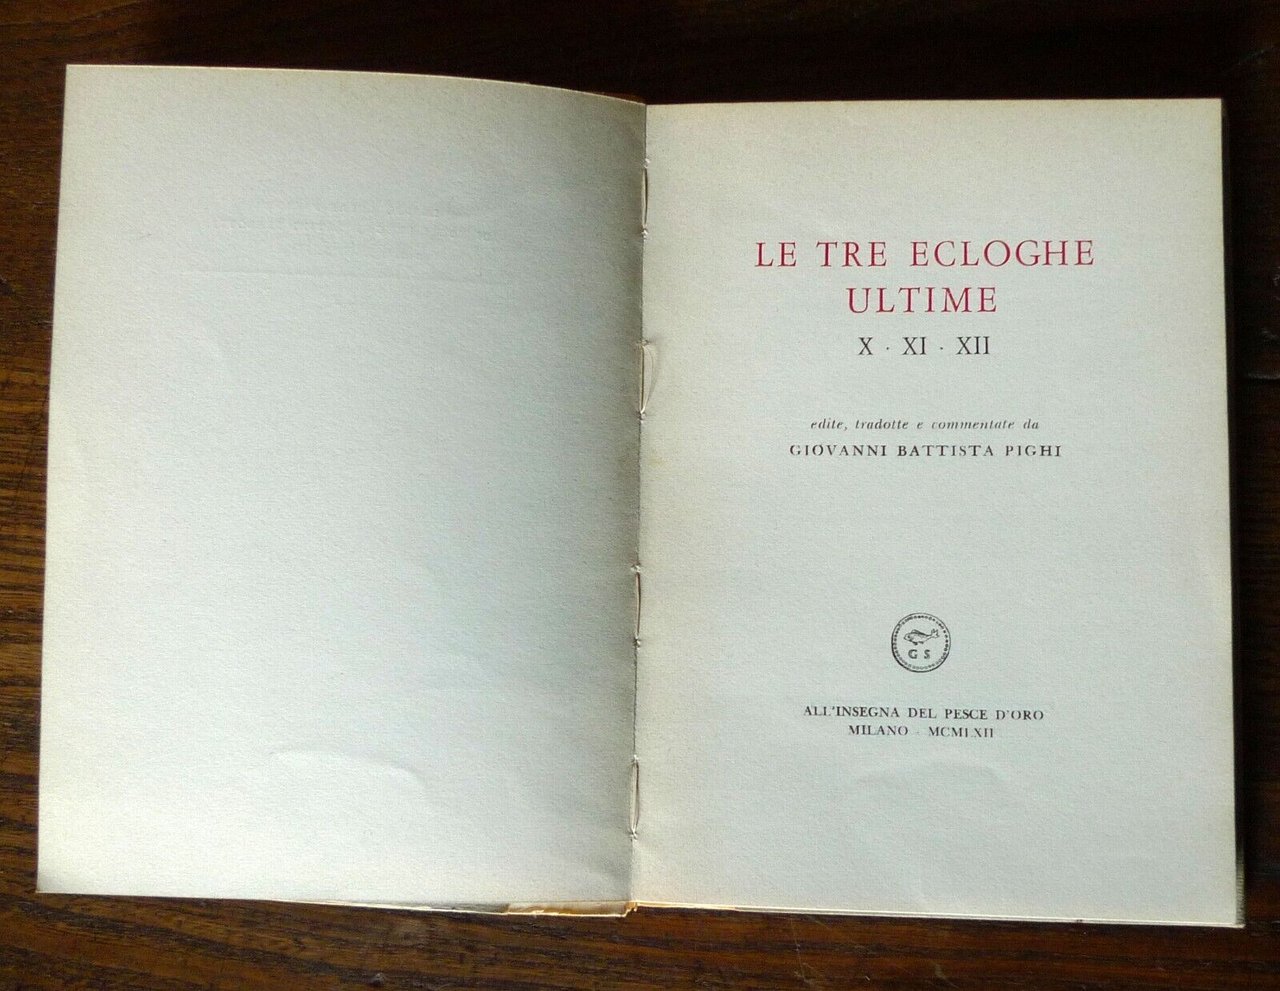 LE TRE ECLOGHE
ULTIME
X · XI · XII
edite, tradotte e commentate da
GIOVANNI BATTISTA PIGHI
G S
ALL'INSEGNA DEL PESCE D'ORO
MILANO - MCMLXII